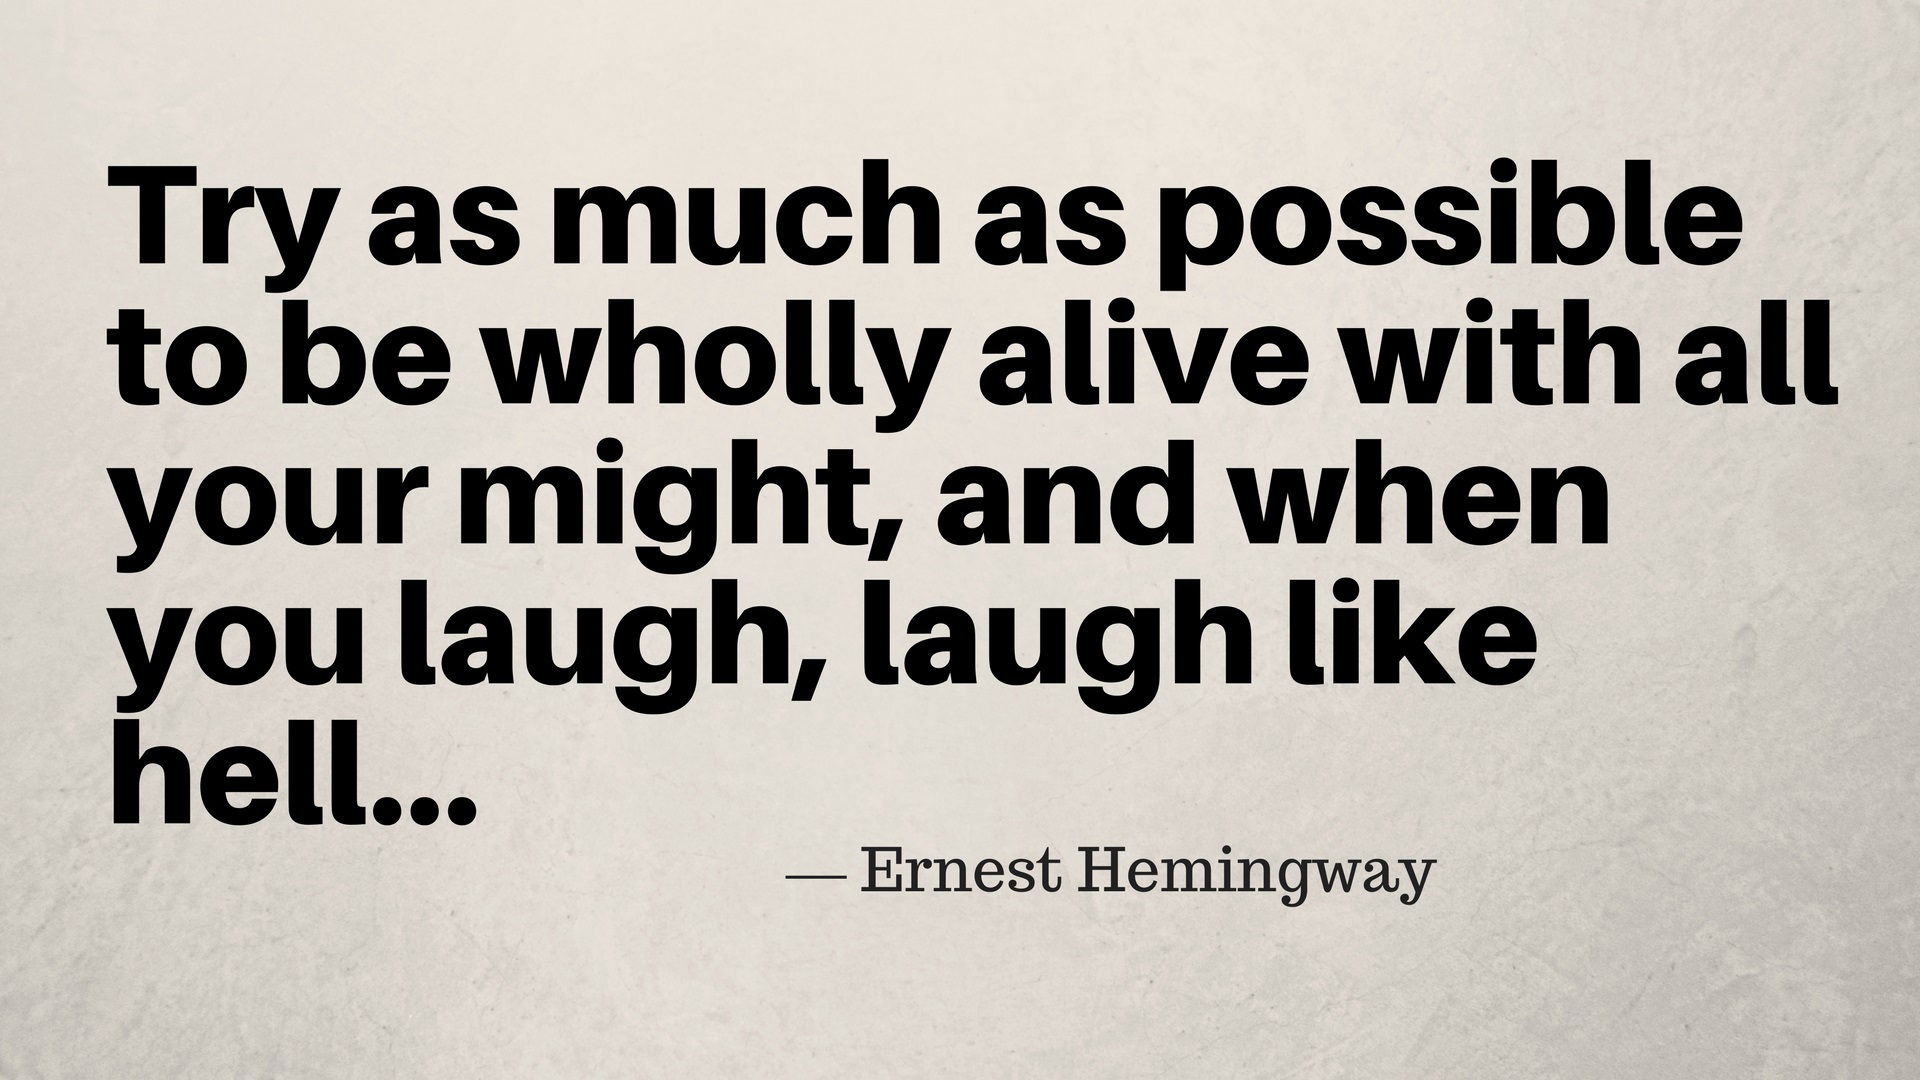 Try as much as possible
to be wholly alive with all
your might, and when
you laugh, laugh like
hell...
— Ernest Hemingway